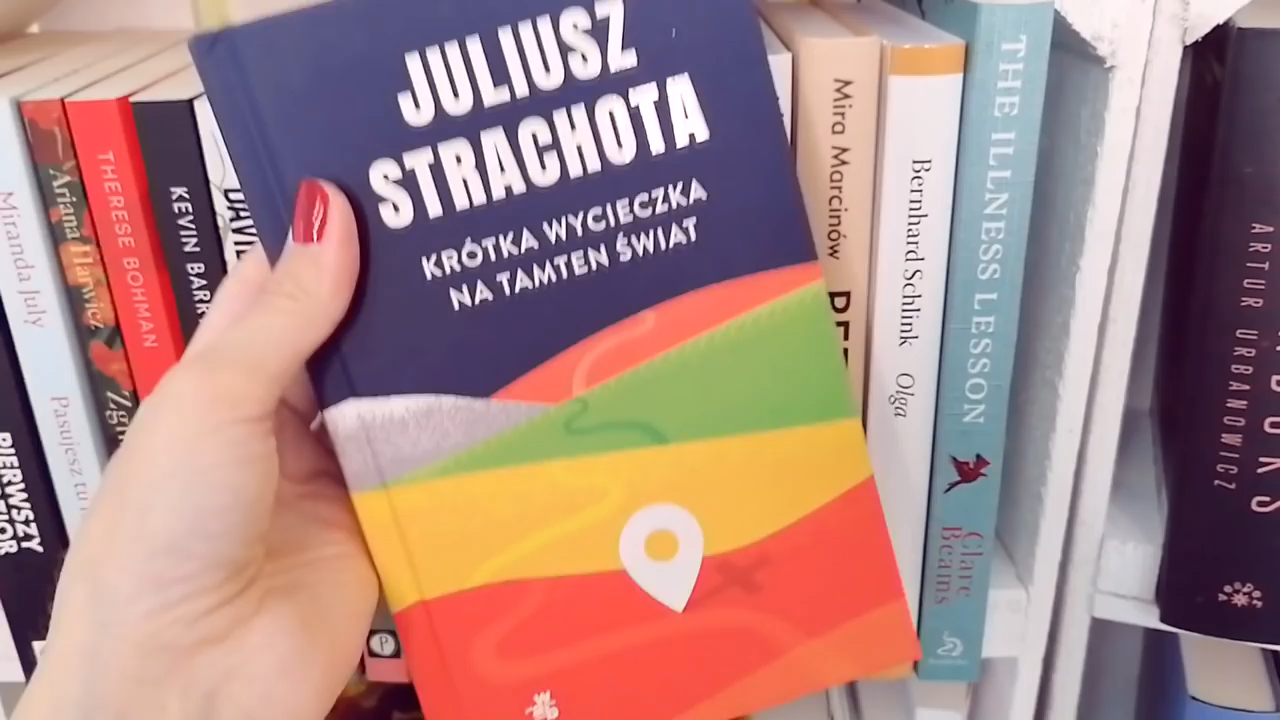 JULIUSZ
STRACHOTA
KRÓTKA WYCIECZKA
NA TAMTEN ŚWIAT
PIERWSZY
Miranda July
Pasujesz tu
Ariana Harwicz
THERESE BOHMAN
KEVIN
Mira Marcinów
Bernhard Schlink Olga
THE ILLNESS LESSON
Clare
Beams
ARTUR URBANOWICZ